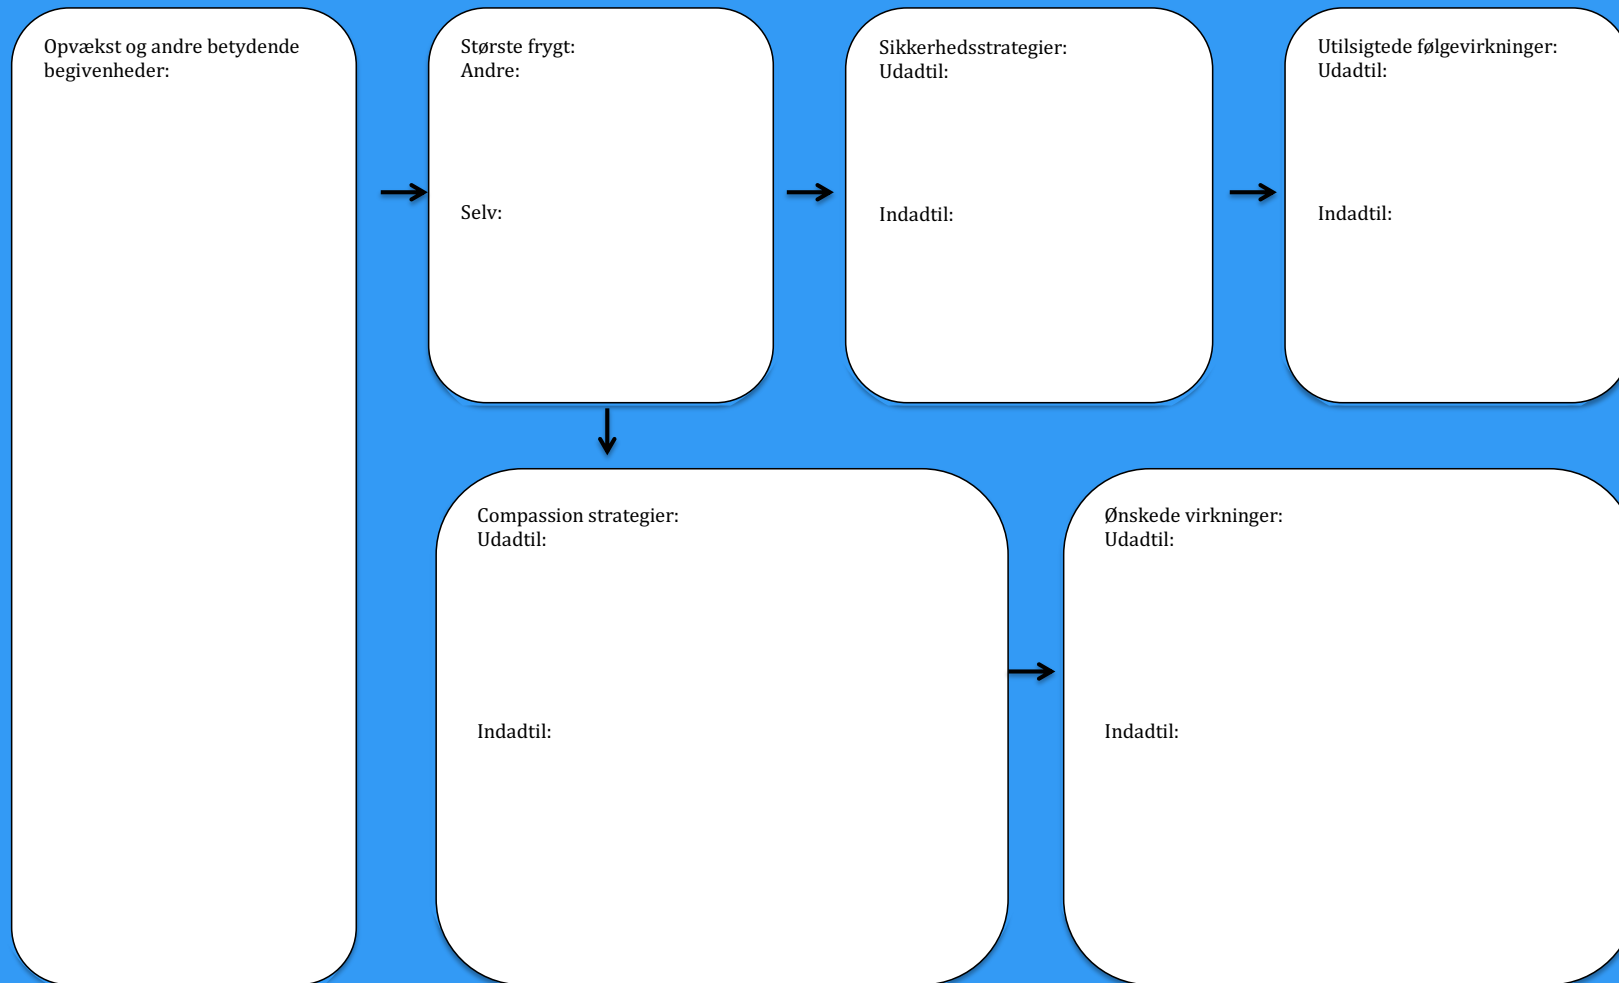 Opvækst og andre betydende
begivenheder:
Største frygt:
Andre:
Selv:
Sikkerhedsstrategier:
Udadtil:
Indadtil:
Utilsigtede følgevirkninger:
Udadtil:
Indadtil:
Compassion strategier:
Udadtil:
Indadtil:
Ønskede virkninger:
Udadtil:
Indadtil: